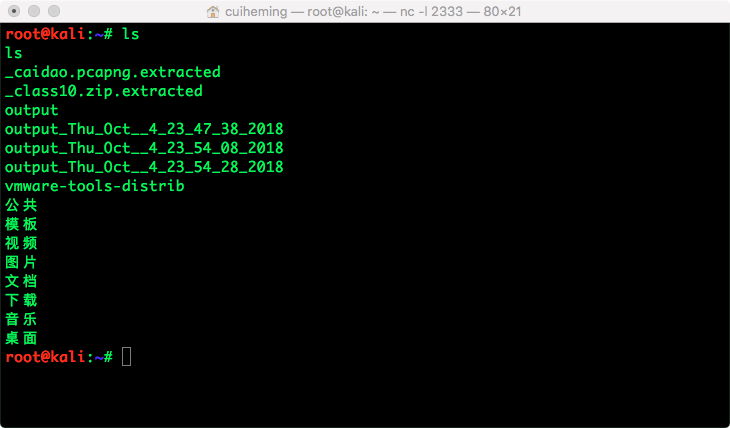 cuiheming — root@kali: ~ — nc -l 2333 — 80×21
root@kali:~# ls
ls
_caidao.pcapng.extracted
_class10.zip.extracted
output
output_Thu_Oct__4_23_47_38_2018
output_Thu_Oct__4_23_54_08_2018
output_Thu_Oct__4_23_54_28_2018
vmware-tools-distrib
公共
模板
视频
图片
文档
下载
音乐
桌面
root@kali:~#